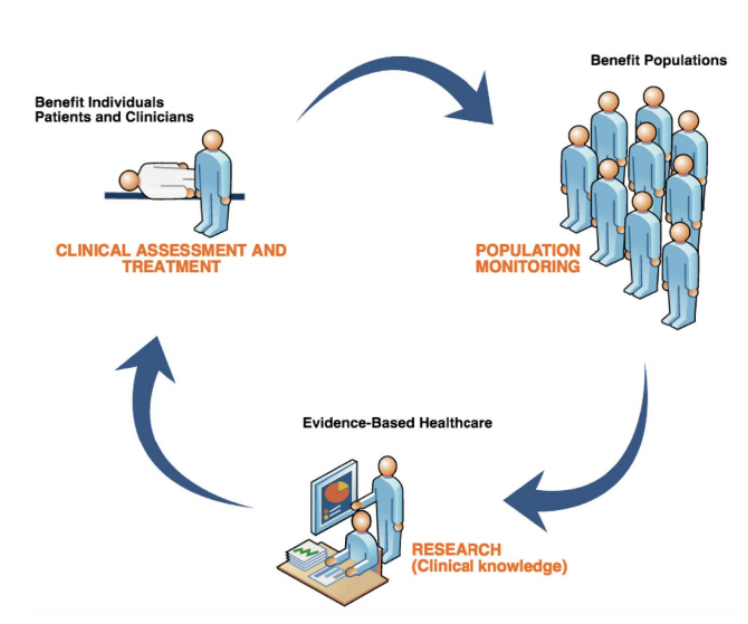 Benefit Populations
Benefit Individuals
Patients and Clinicians
CLINICAL ASSESSMENT AND
TREATMENT
POPULATION
MONITORING
Evidence-Based Healthcare
RESEARCH
(Clinical knowledge)